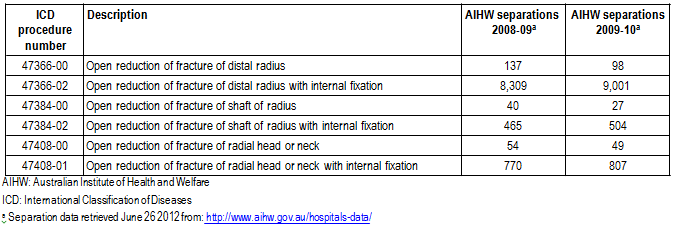 ICD procedure number Description AIHW separations 2008-09a AIHW separations 2009-10a
47366-00 Open reduction of fracture of distal radius 137 98
47366-02 Open reduction of fracture of distal radius with internal fixation 8,309 9,001
47384-00 Open reduction of fracture of shaft of radius 40 27
47384-02 Open reduction of fracture of shaft of radius with internal fixation 465 504
47408-00 Open reduction of fracture of radial head or neck 54 49
47408-01 Open reduction of fracture of radial head or neck with internal fixation 770 807
AIHW: Australian Institute of Health and Welfare
ICD: International Classification of Diseases
a Separation data retrieved June 26 2012 from: http://www.aihw.gov.au/hospitals-data/